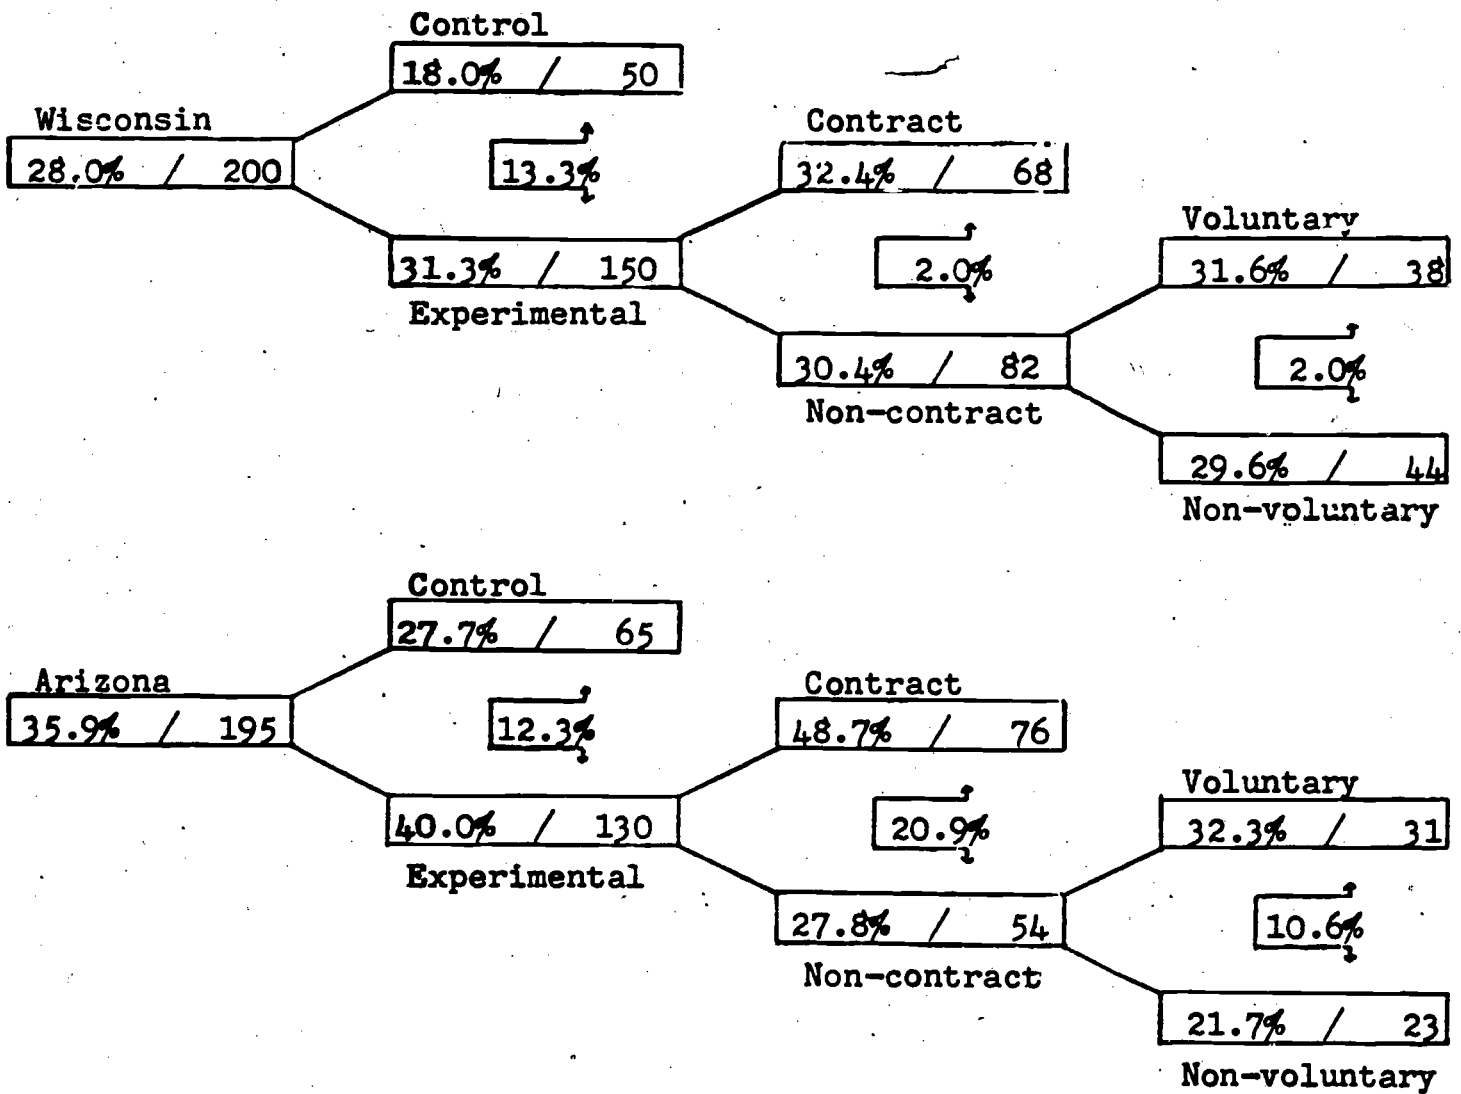 Control
18.0% / 50
Wisconsin
28.0% / 200
13.3%
Contract
32.4% / 68
31.3% / 150
Experimental
2.0%
Voluntary
31.6% / 38
30.4% / 82
Non-contract
2.0%
29.6% / 44
Non-voluntary
Control
27.7% / 65
Arizona
35.9% / 195
12.3%
Contract
48.7% / 76
40.0% / 130
Experimental
20.9%
Voluntary
32.3% / 31
27.8% / 54
Non-contract
10.6%
21.7% / 23
Non-voluntary